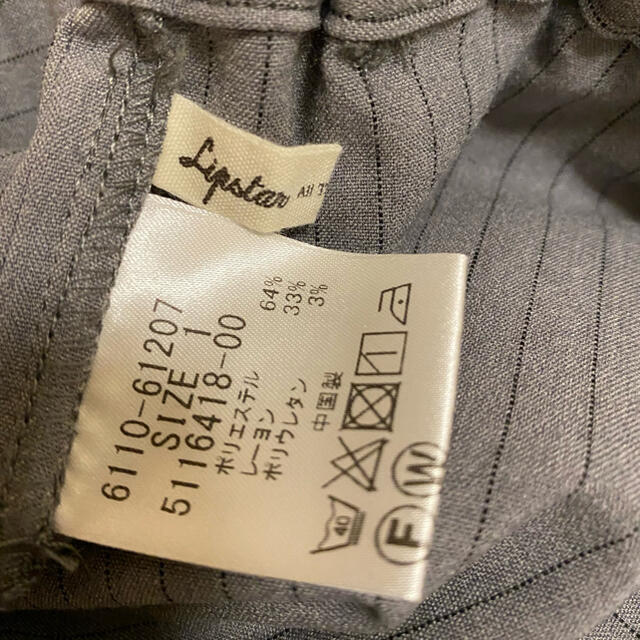 Lipstar
All
6110-61207
SIZE 1
5116418-00
ポリエステル 64%
レーヨン 33%
ポリウレタン 3%
中国製
40
F W